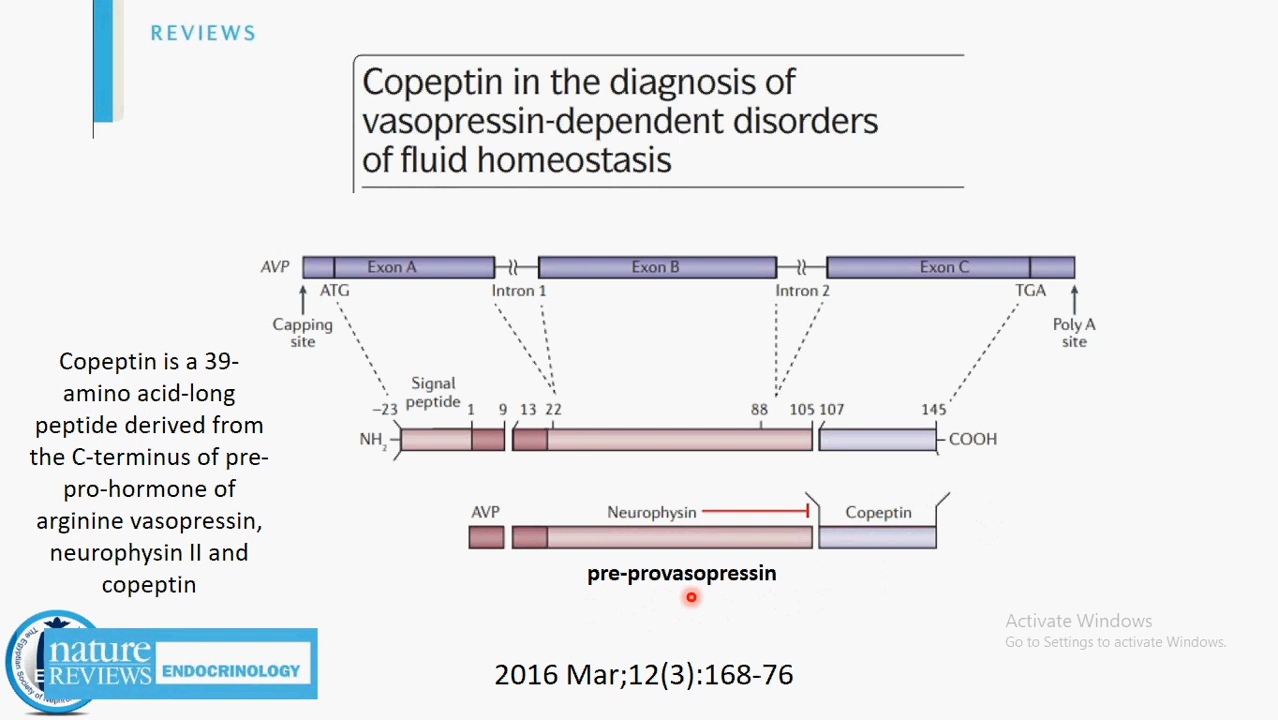 REVIEWS
Copeptin in the diagnosis of
vasopressin-dependent disorders
of fluid homeostasis
AVP
Exon A
Exon B
Exon C
ATG
Intron 1
Intron 2
TGA
Capping
site
Poly A
site
Copeptin is a 39-
amino acid-long
peptide derived from
the C-terminus of pre-
pro-hormone of
arginine vasopressin,
neurophysin II and
copeptin
Signal
peptide
−23
1
9
13
22
88
105
107
145
NH2
COOH
AVP
Neurophysin
Copeptin
pre-provasopressin
Activate Windows
Go to Settings to activate Windows.
nature
REVIEWS
ENDOCRINOLOGY
2016 Mar;12(3):168-76